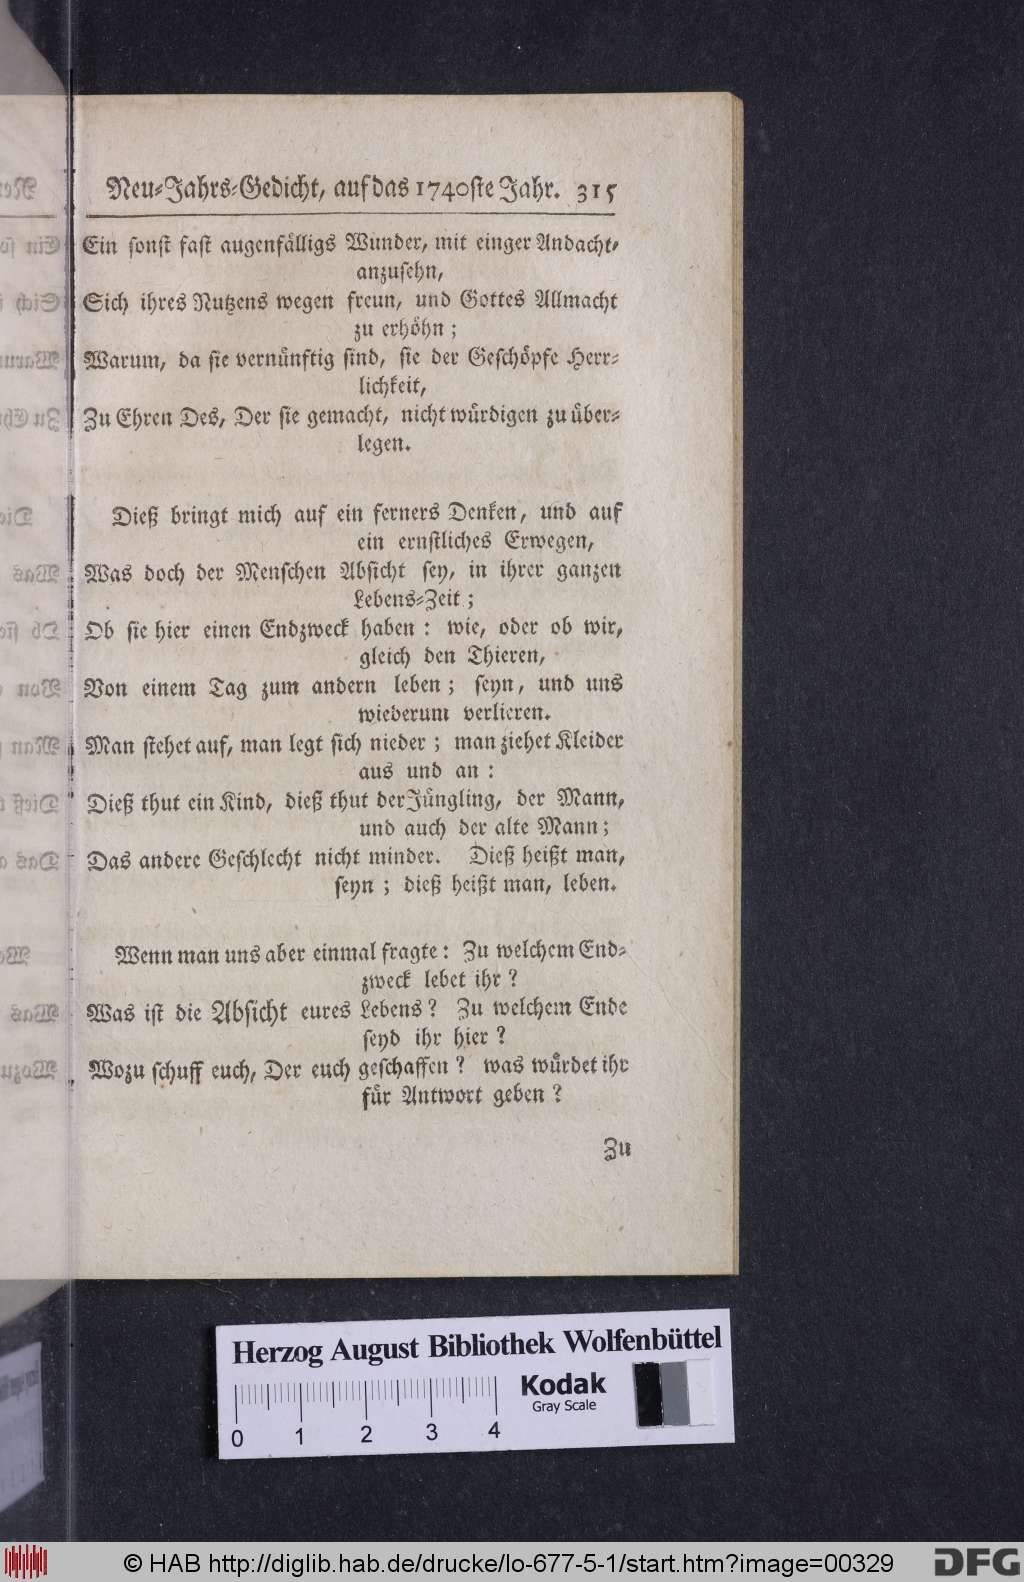 Neu-Jahrs-Gedicht, auf das 1740ste Jahr. 315
Ein sonst fast augenfälligs Wunder, mit einger Andacht,
anzusehn,
Sich ihres Nutzens wegen freun, und Gottes Allmacht
zu erhöhn;
Warum, da sie vernünftig sind, sie der Geschöpfe Herr-
lichkeit,
Zu Ehren Des, Der sie gemacht, nicht würdigen zu über-
legen.
Dieß bringt mich auf ein ferners Denken, und auf
ein ernstliches Erwegen,
Was doch der Menschen Absicht sey, in ihrer ganzen
Lebens-Zeit;
Ob sie hier einen Endzweck haben: wie, oder ob wir,
gleich den Thieren,
Von einem Tag zum andern leben; seyn, und uns
wiederum verlieren.
Man stehet auf, man legt sich nieder; man ziehet Kleider
aus und an:
Dieß thut ein Kind, dieß thut der Jüngling, der Mann,
und auch der alte Mann;
Das andere Geschlecht nicht minder. Dieß heißt man,
seyn; dieß heißt man, leben.
Wenn man uns aber einmal fragte: Zu welchem End-
zweck lebet ihr?
Was ist die Absicht eures Lebens? Zu welchem Ende
seyd ihr hier?
Wozu schuff euch, Der euch geschaffen? was würdet ihr
für Antwort geben?
Zu
Herzog August Bibliothek Wolfenbüttel
Kodak
Gray Scale
0 1 2 3 4
© HAB http://diglib.hab.de/drucke/lo-677-5-1/start.htm?image=00329
DFG